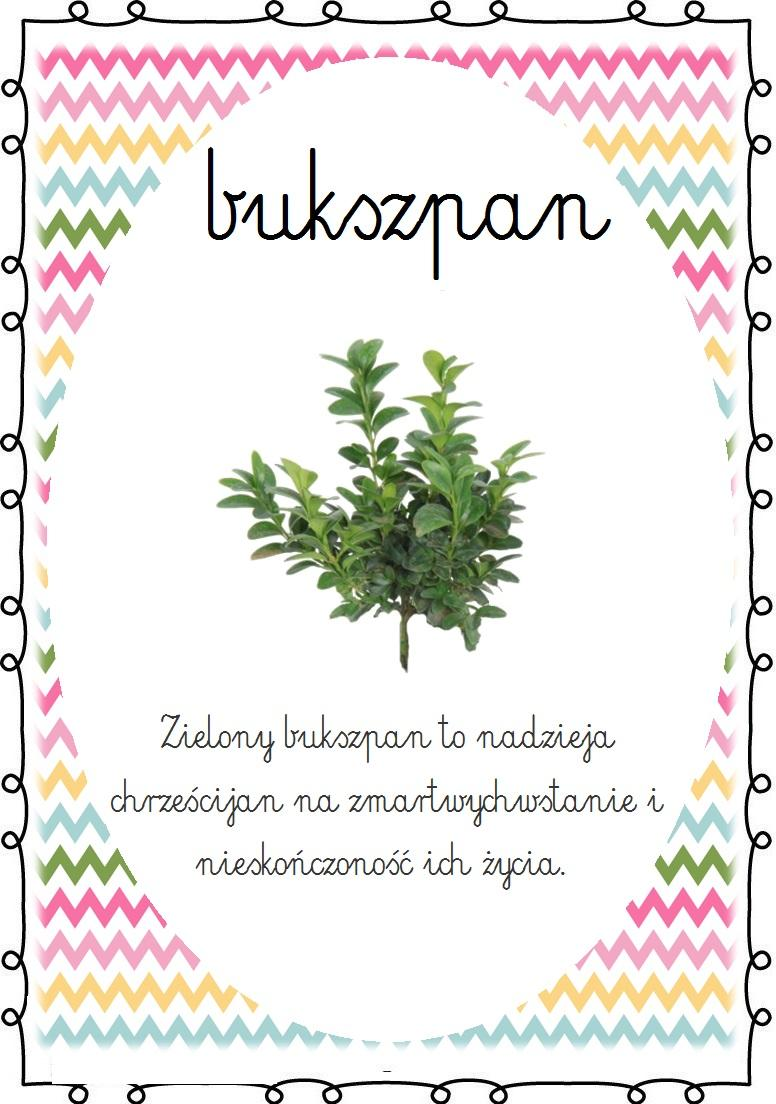 bukszpan
Zielony bukszpan to nadzieja
chrześcijan na zmartwychwstanie i
nieskończoność ich życia.